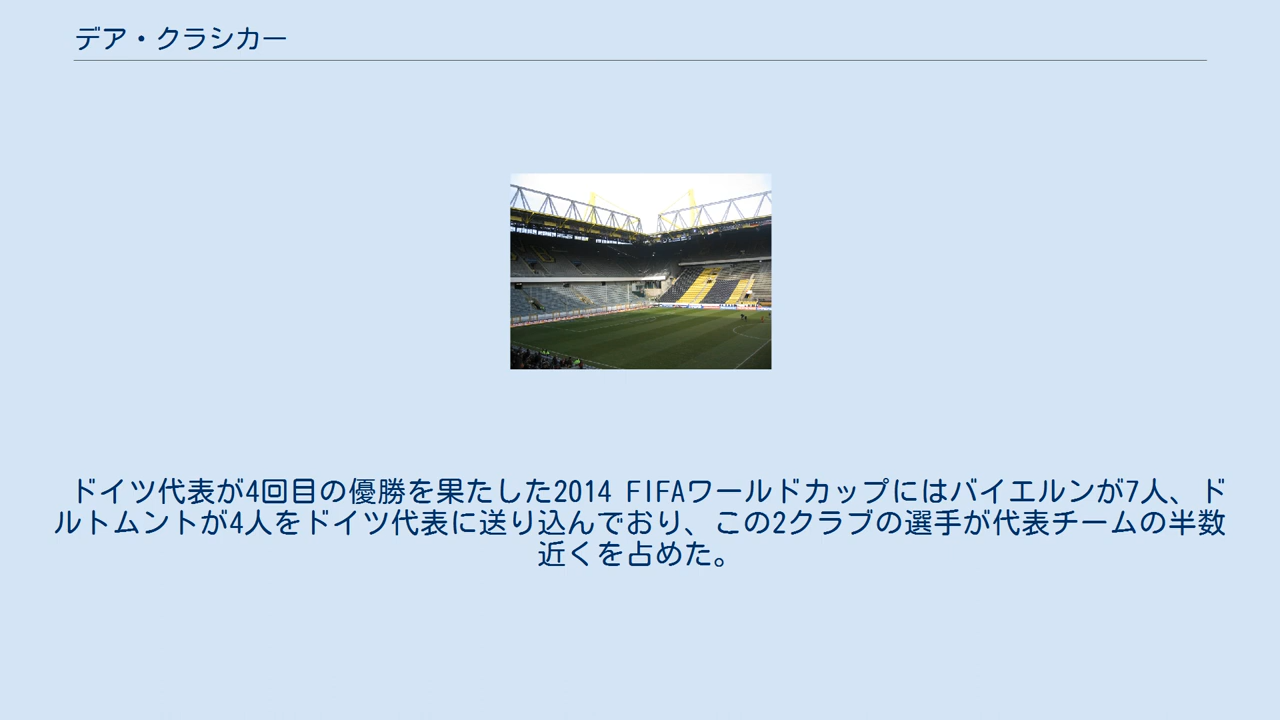 デア・クラシカー
ドイツ代表が4回目の優勝を果たした2014 FIFAワールドカップにはバイエルンが7人、ド
ルトムントが4人をドイツ代表に送り込んでおり、この2クラブの選手が代表チームの半数
近くを占めた。